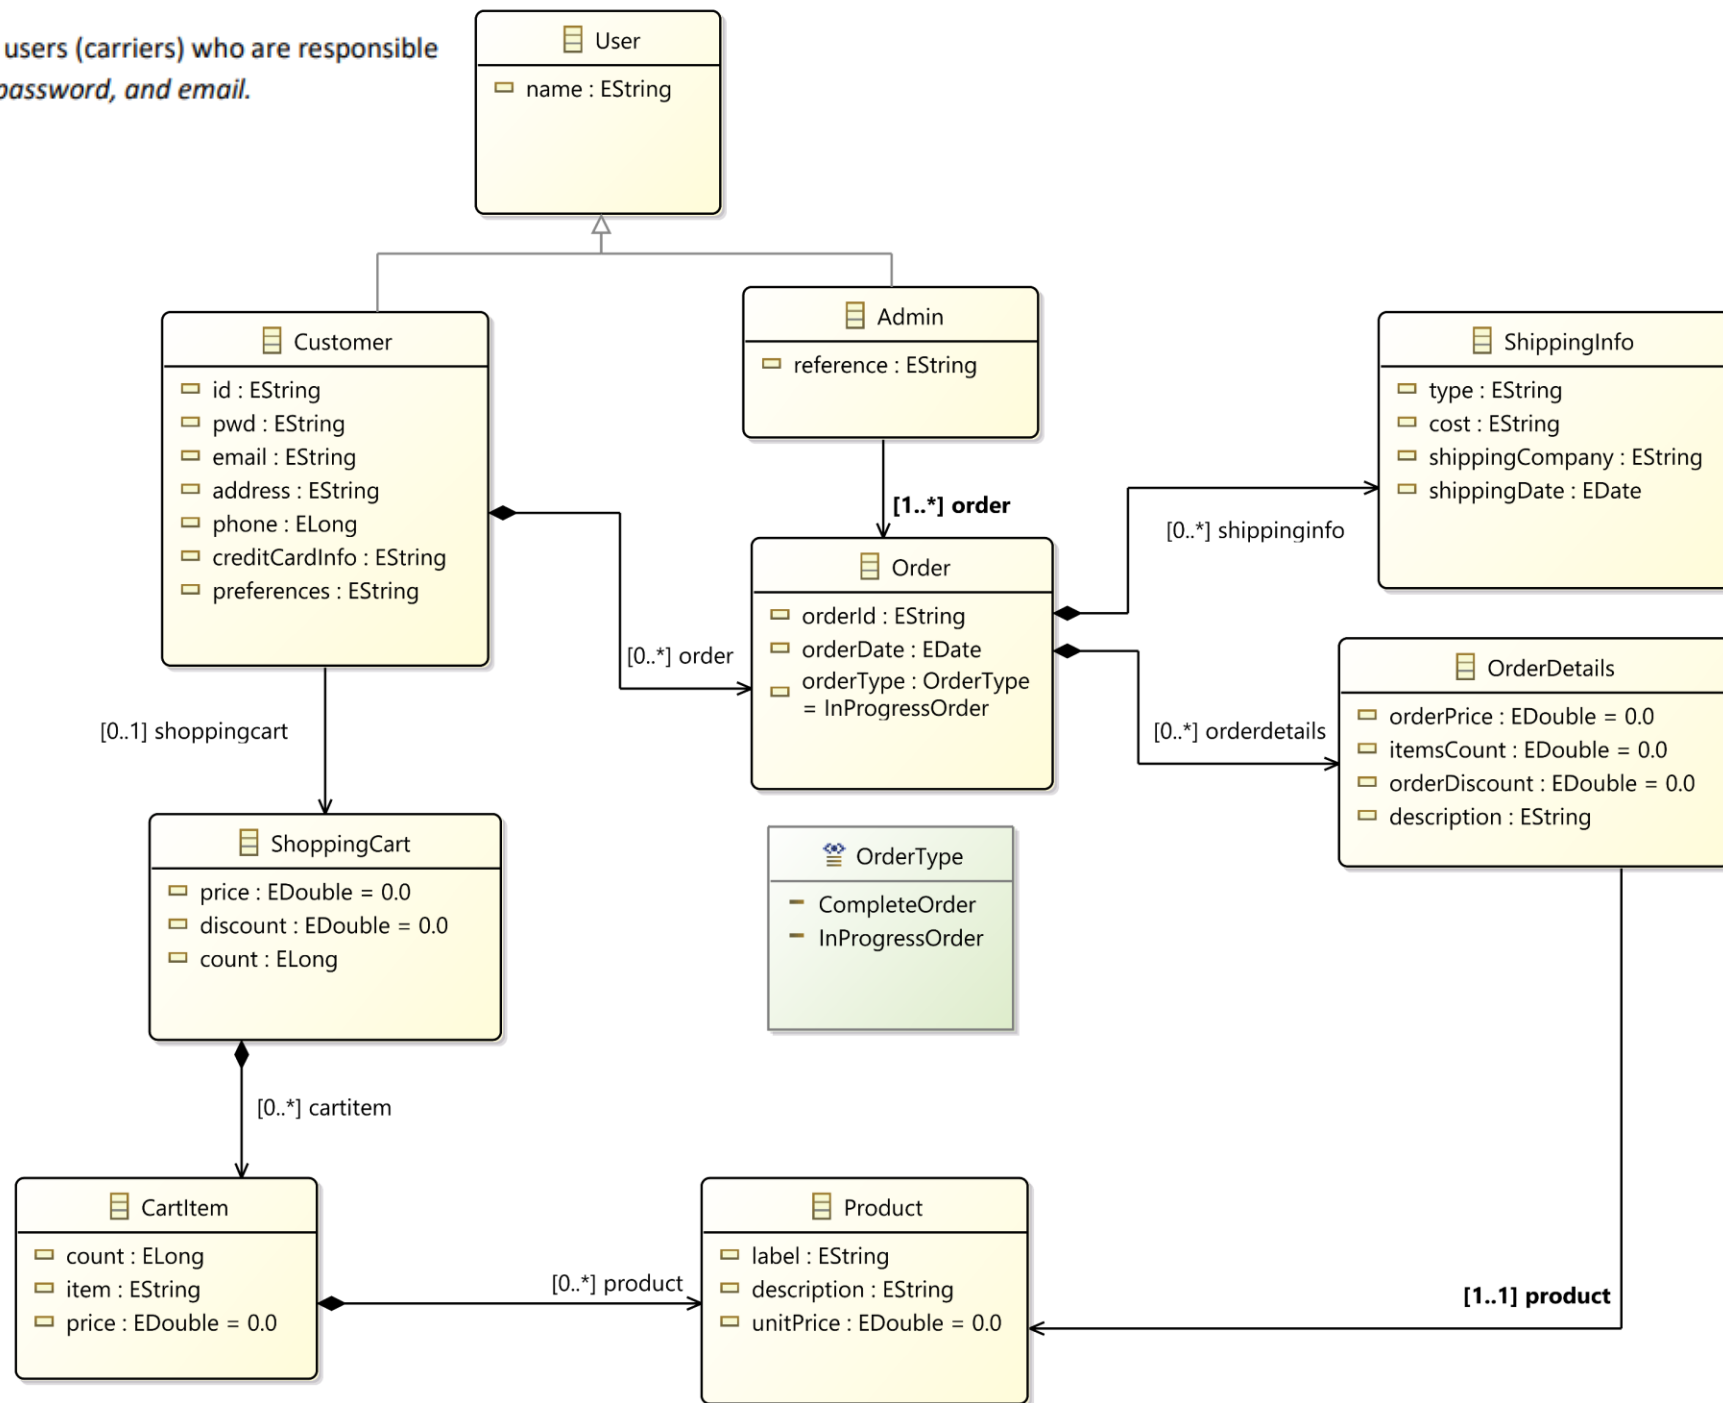 users (carriers) who are responsible
password, and email.
User
name : EString
Customer
id : EString
pwd : EString
email : EString
address : EString
phone : ELong
creditCardInfo : EString
preferences : EString
Admin
reference : EString
[1..*] order
ShippingInfo
type : EString
cost : EString
shippingCompany : EString
shippingDate : EDate
[0..*] shippinginfo
Order
orderId : EString
orderDate : EDate
orderType : OrderType
= InProgressOrder
[0..*] order
[0..*] orderdetails
OrderDetails
orderPrice : EDouble = 0.0
itemsCount : EDouble = 0.0
orderDiscount : EDouble = 0.0
description : EString
[0..1] shoppingcart
ShoppingCart
price : EDouble = 0.0
discount : EDouble = 0.0
count : ELong
OrderType
CompleteOrder
InProgressOrder
[0..*] cartitem
CartItem
count : ELong
item : EString
price : EDouble = 0.0
[0..*] product
Product
label : EString
description : EString
unitPrice : EDouble = 0.0
[1..1] product